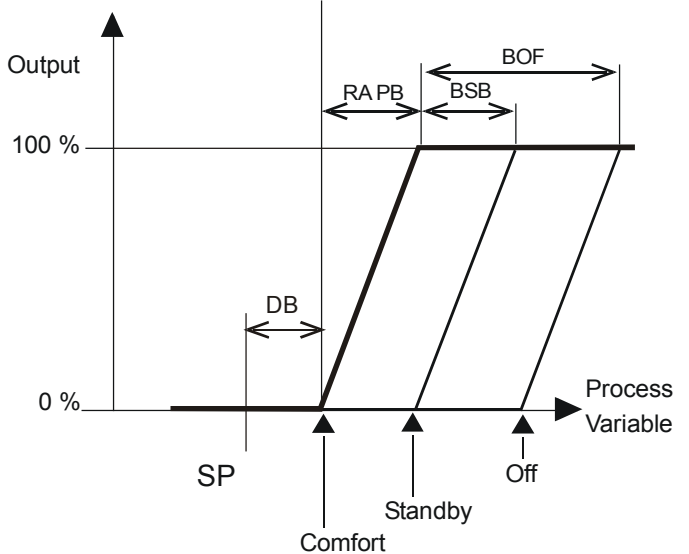 BOF
Output
RA PB
BSB
100 %
DB
0 %
Process
Variable
SP
Off
Standby
Comfort